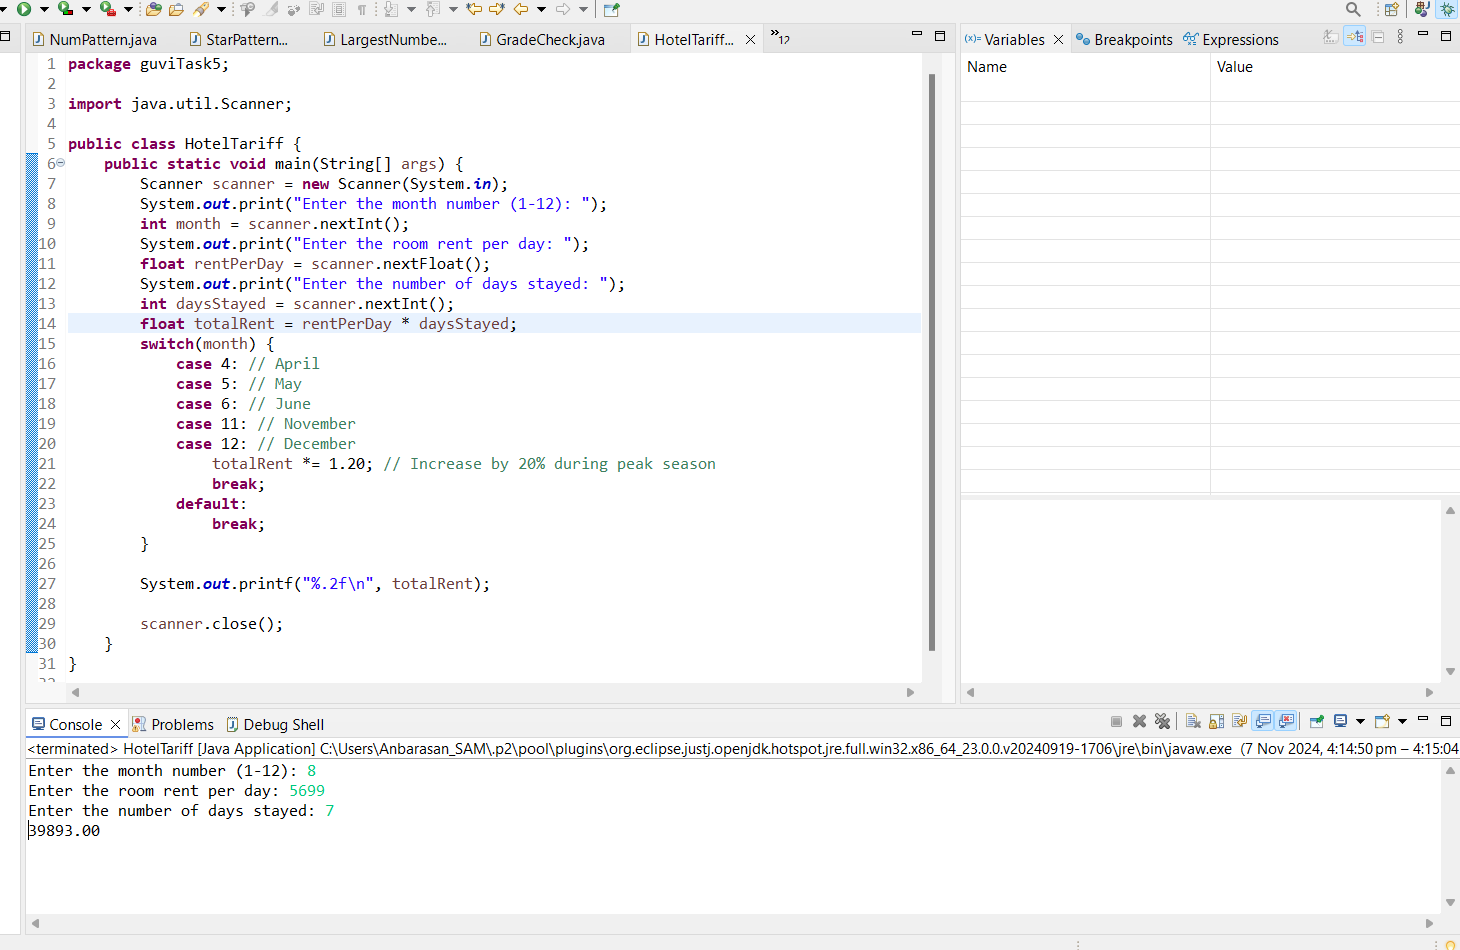 NumPattern.java StarPattern... LargestNumbe... GradeCheck.java HotelTariff... »12
(x)= Variables Breakpoints Expressions
Name Value
1 package guviTask5;
2
3 import java.util.Scanner;
4
5 public class HotelTariff {
6 public static void main(String[] args) {
7 Scanner scanner = new Scanner(System.in);
8 System.out.print("Enter the month number (1-12): ");
9 int month = scanner.nextInt();
10 System.out.print("Enter the room rent per day: ");
11 float rentPerDay = scanner.nextFloat();
12 System.out.print("Enter the number of days stayed: ");
13 int daysStayed = scanner.nextInt();
14 float totalRent = rentPerDay * daysStayed;
15 switch(month) {
16 case 4: // April
17 case 5: // May
18 case 6: // June
19 case 11: // November
20 case 12: // December
21 totalRent *= 1.20; // Increase by 20% during peak season
22 break;
23 default:
24 break;
25 }
26
27 System.out.printf("%.2f\n", totalRent);
28
29 scanner.close();
30 }
31 }
Console Problems Debug Shell
<terminated> HotelTariff [Java Application] C:\Users\Anbarasan_SAM\.p2\pool\plugins\org.eclipse.justj.openjdk.hotspot.jre.full.win32.x86_64_23.0.0.v20240919-1706\jre\bin\javaw.exe (7 Nov 2024, 4:14:50 pm – 4:15:04
Enter the month number (1-12): 8
Enter the room rent per day: 5699
Enter the number of days stayed: 7
39893.00